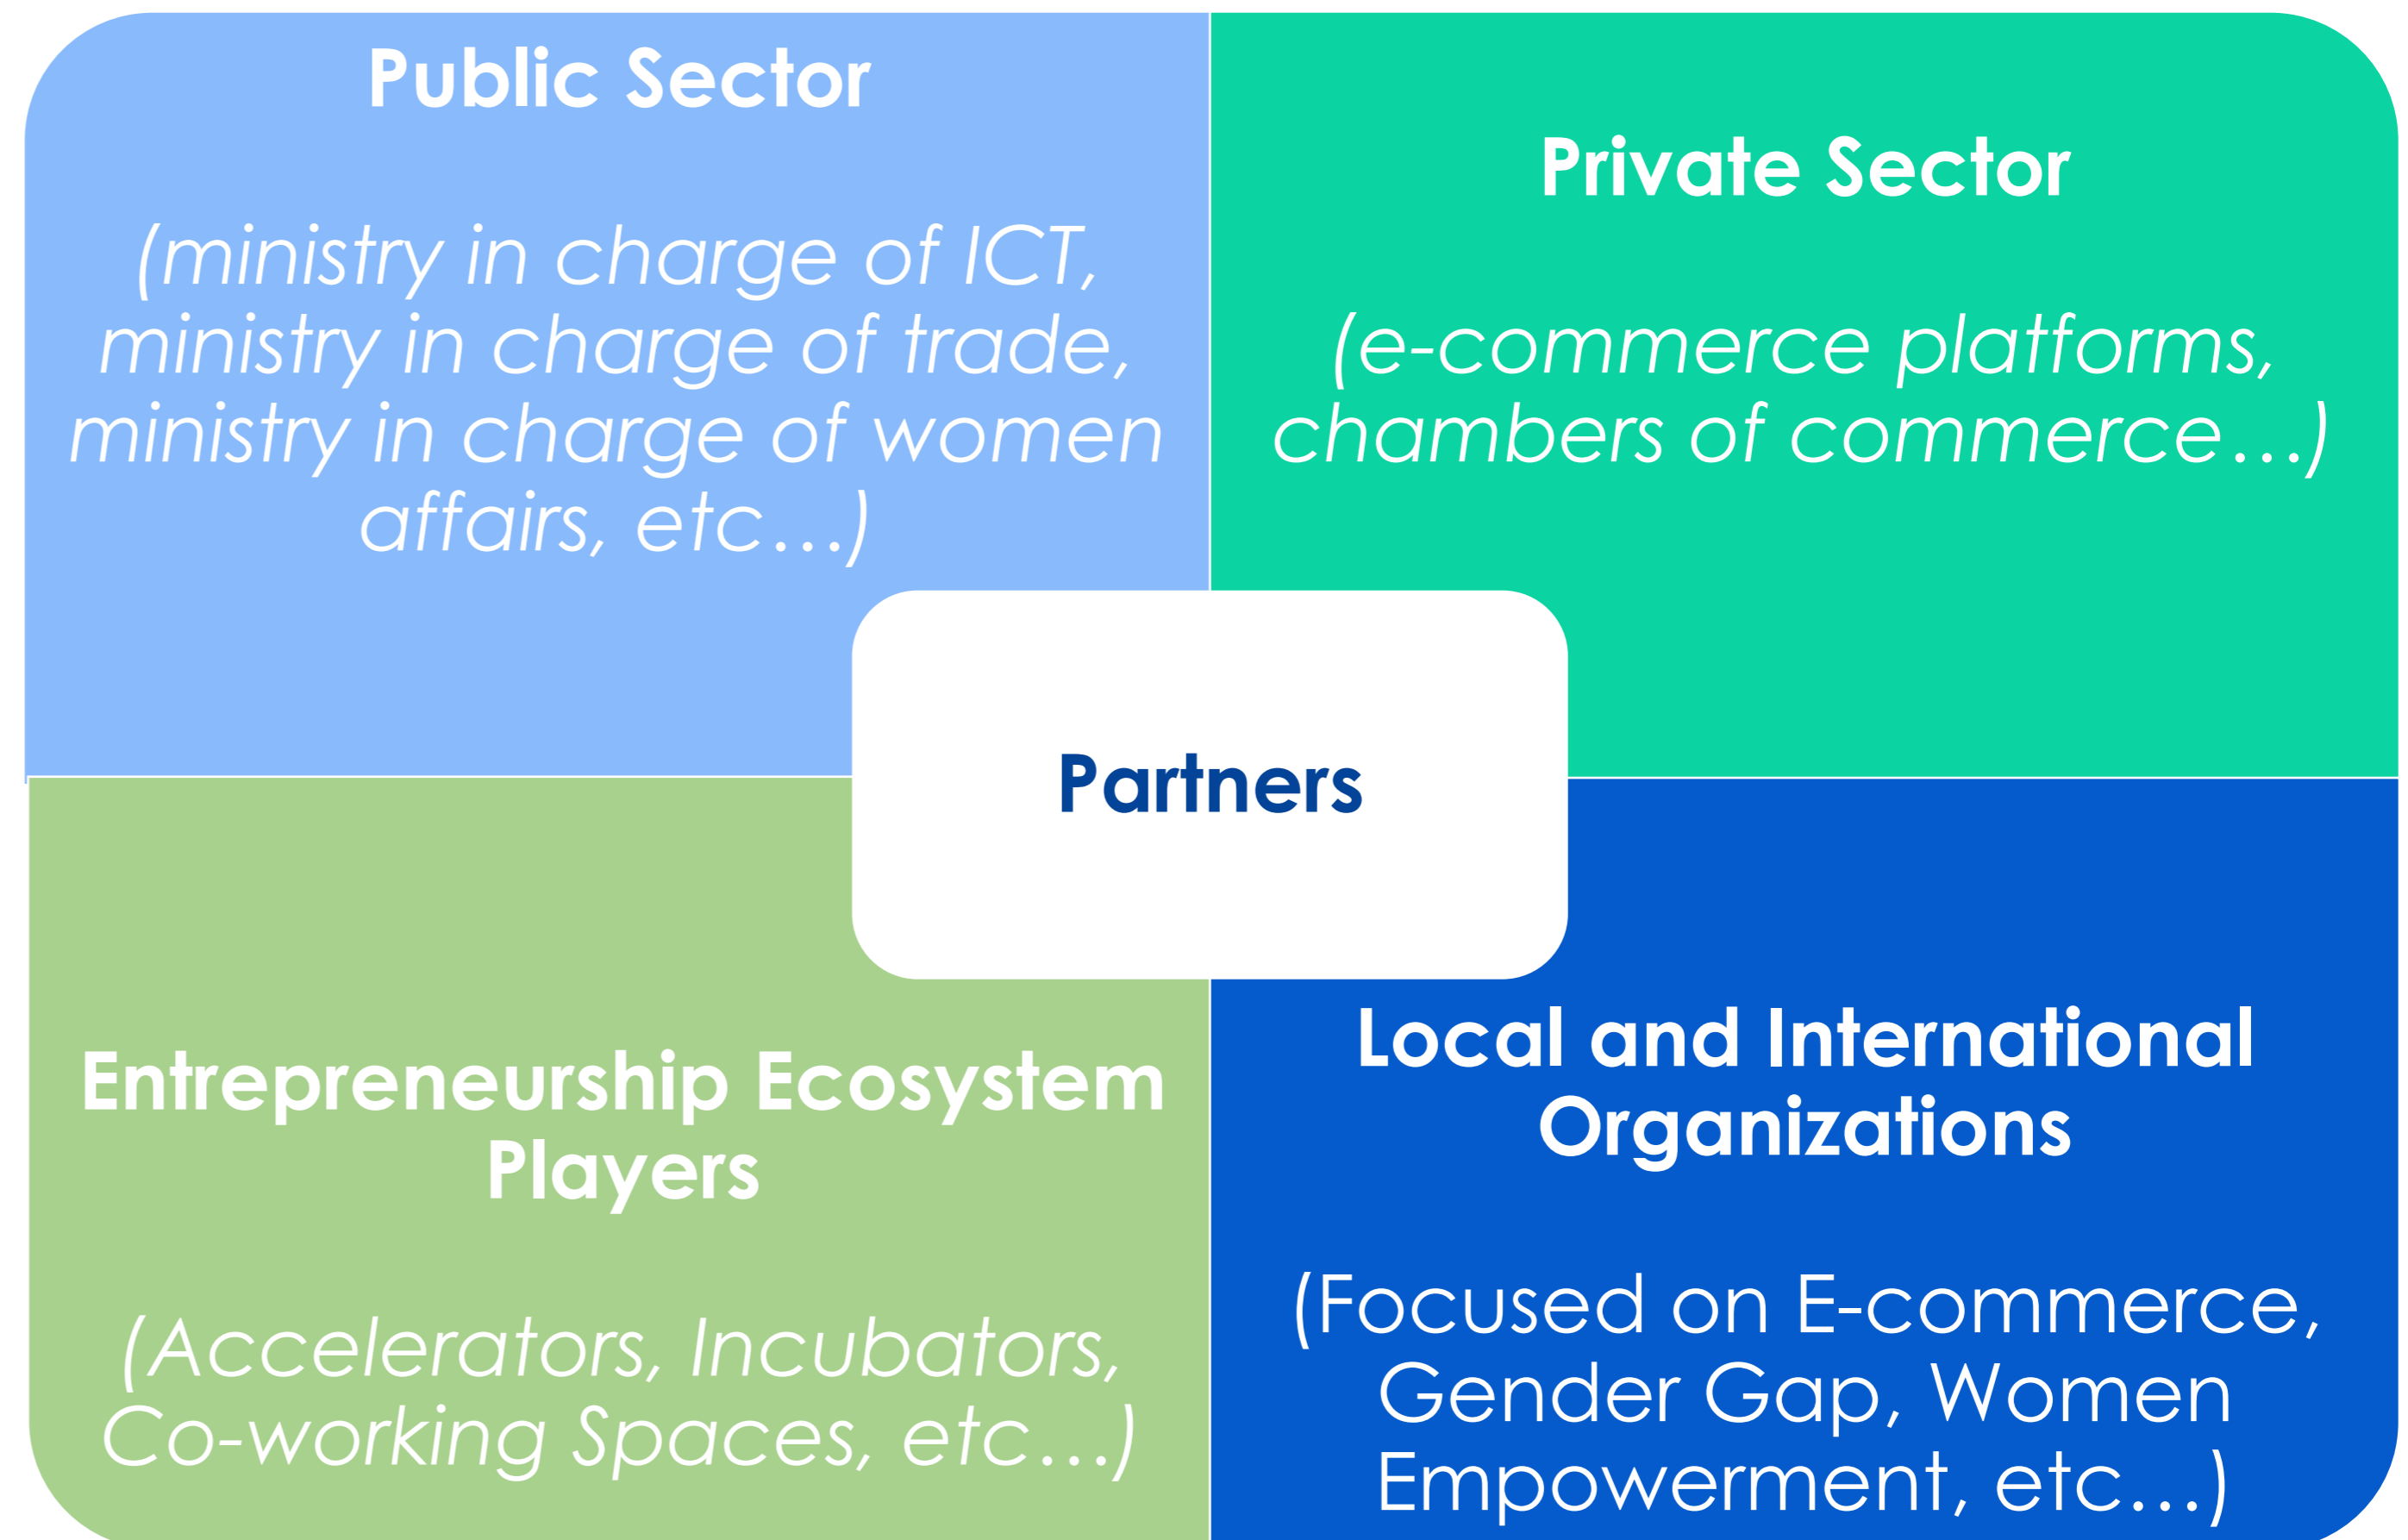 Public Sector
(ministry in charge of ICT,
ministry in charge of trade,
ministry in charge of women
affairs, etc…)
Private Sector
(e-commerce platforms,
chambers of commerce…)
Partners
Entrepreneurship Ecosystem
Players
(Accelerators, Incubators,
Co-working Spaces, etc…)
Local and International
Organizations
(Focused on E-commerce,
Gender Gap, Women
Empowerment, etc…)